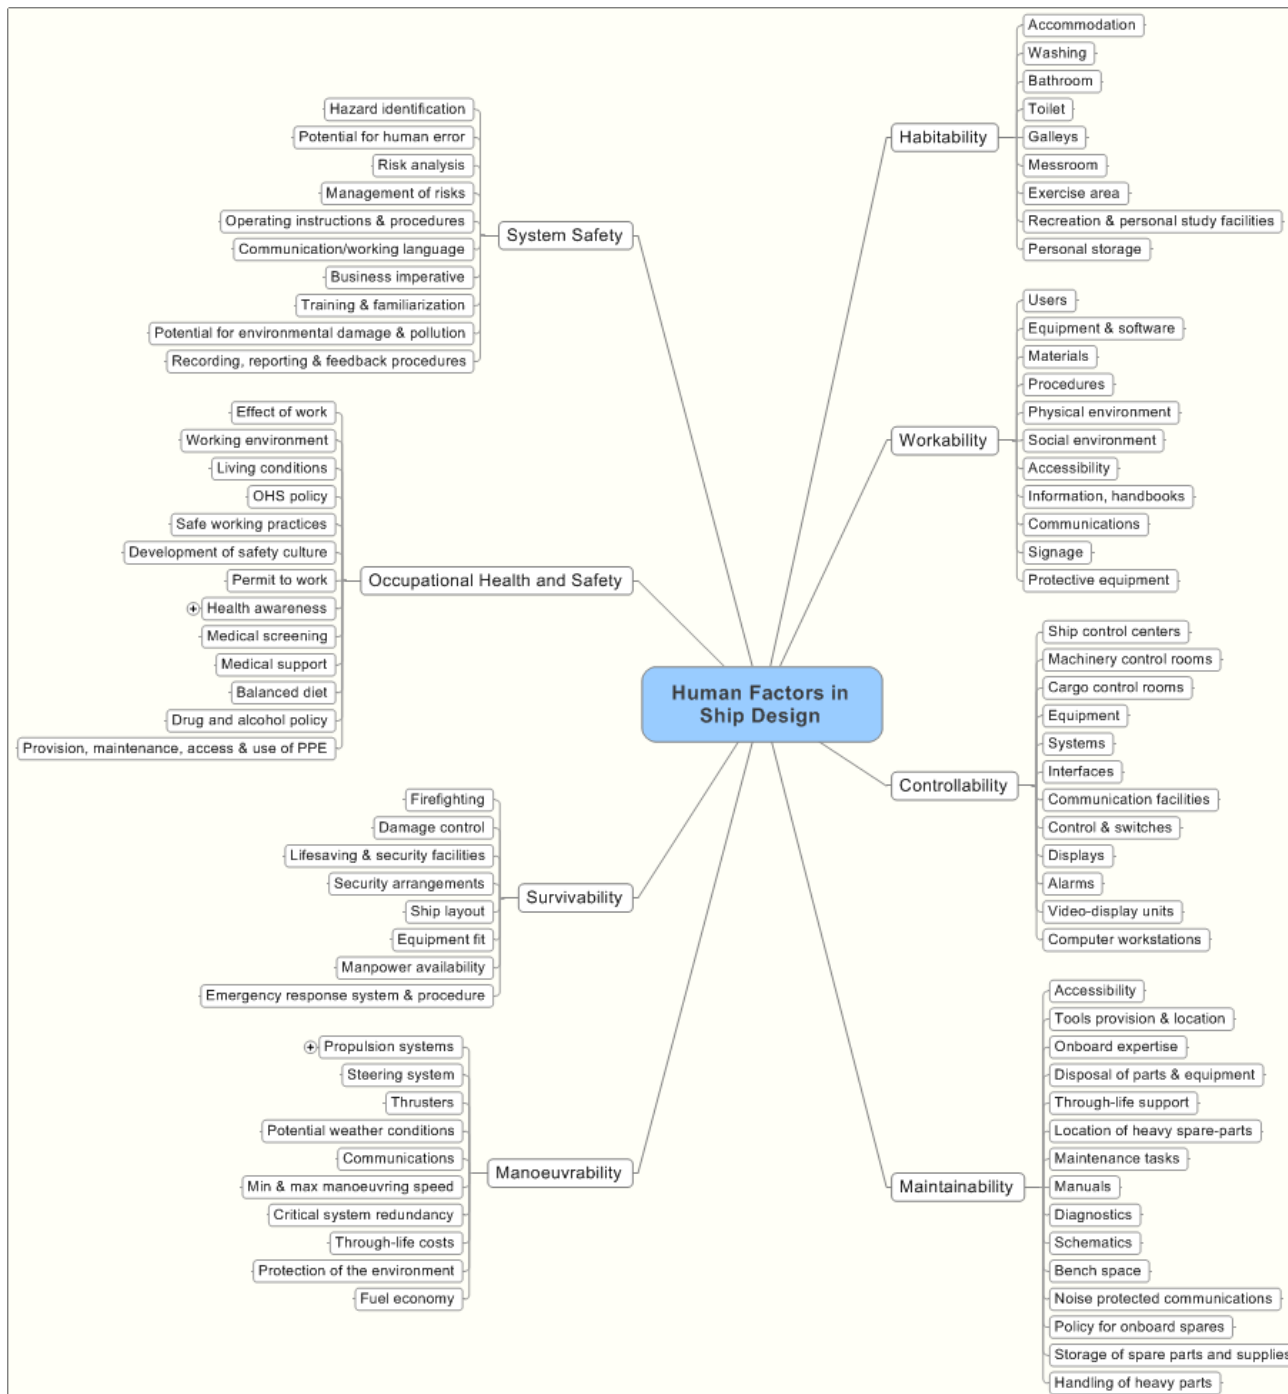 Human Factors in
Ship Design
System Safety
Hazard identification
Potential for human error
Risk analysis
Management of risks
Operating instructions & procedures
Communication/working language
Business imperative
Training & familiarization
Potential for environmental damage & pollution
Recording, reporting & feedback procedures
Occupational Health and Safety
Effect of work
Working environment
Living conditions
OHS policy
Safe working practices
Development of safety culture
Permit to work
Health awareness
Medical screening
Medical support
Balanced diet
Drug and alcohol policy
Provision, maintenance, access & use of PPE
Survivability
Firefighting
Damage control
Lifesaving & security facilities
Security arrangements
Ship layout
Equipment fit
Manpower availability
Emergency response system & procedure
Manoeuvrability
Propulsion systems
Steering system
Thrusters
Potential weather conditions
Communications
Min & max manoeuvring speed
Critical system redundancy
Through-life costs
Protection of the environment
Fuel economy
Habitability
Accommodation
Washing
Bathroom
Toilet
Galleys
Messroom
Exercise area
Recreation & personal study facilities
Personal storage
Workability
Users
Equipment & software
Materials
Procedures
Physical environment
Social environment
Accessibility
Information, handbooks
Communications
Signage
Protective equipment
Controllability
Ship control centers
Machinery control rooms
Cargo control rooms
Equipment
Systems
Interfaces
Communication facilities
Control & switches
Displays
Alarms
Video-display units
Computer workstations
Maintainability
Accessibility
Tools provision & location
Onboard expertise
Disposal of parts & equipment
Through-life support
Location of heavy spare-parts
Maintenance tasks
Manuals
Diagnostics
Schematics
Bench space
Noise protected communications
Policy for onboard spares
Storage of spare parts and supplies
Handling of heavy parts